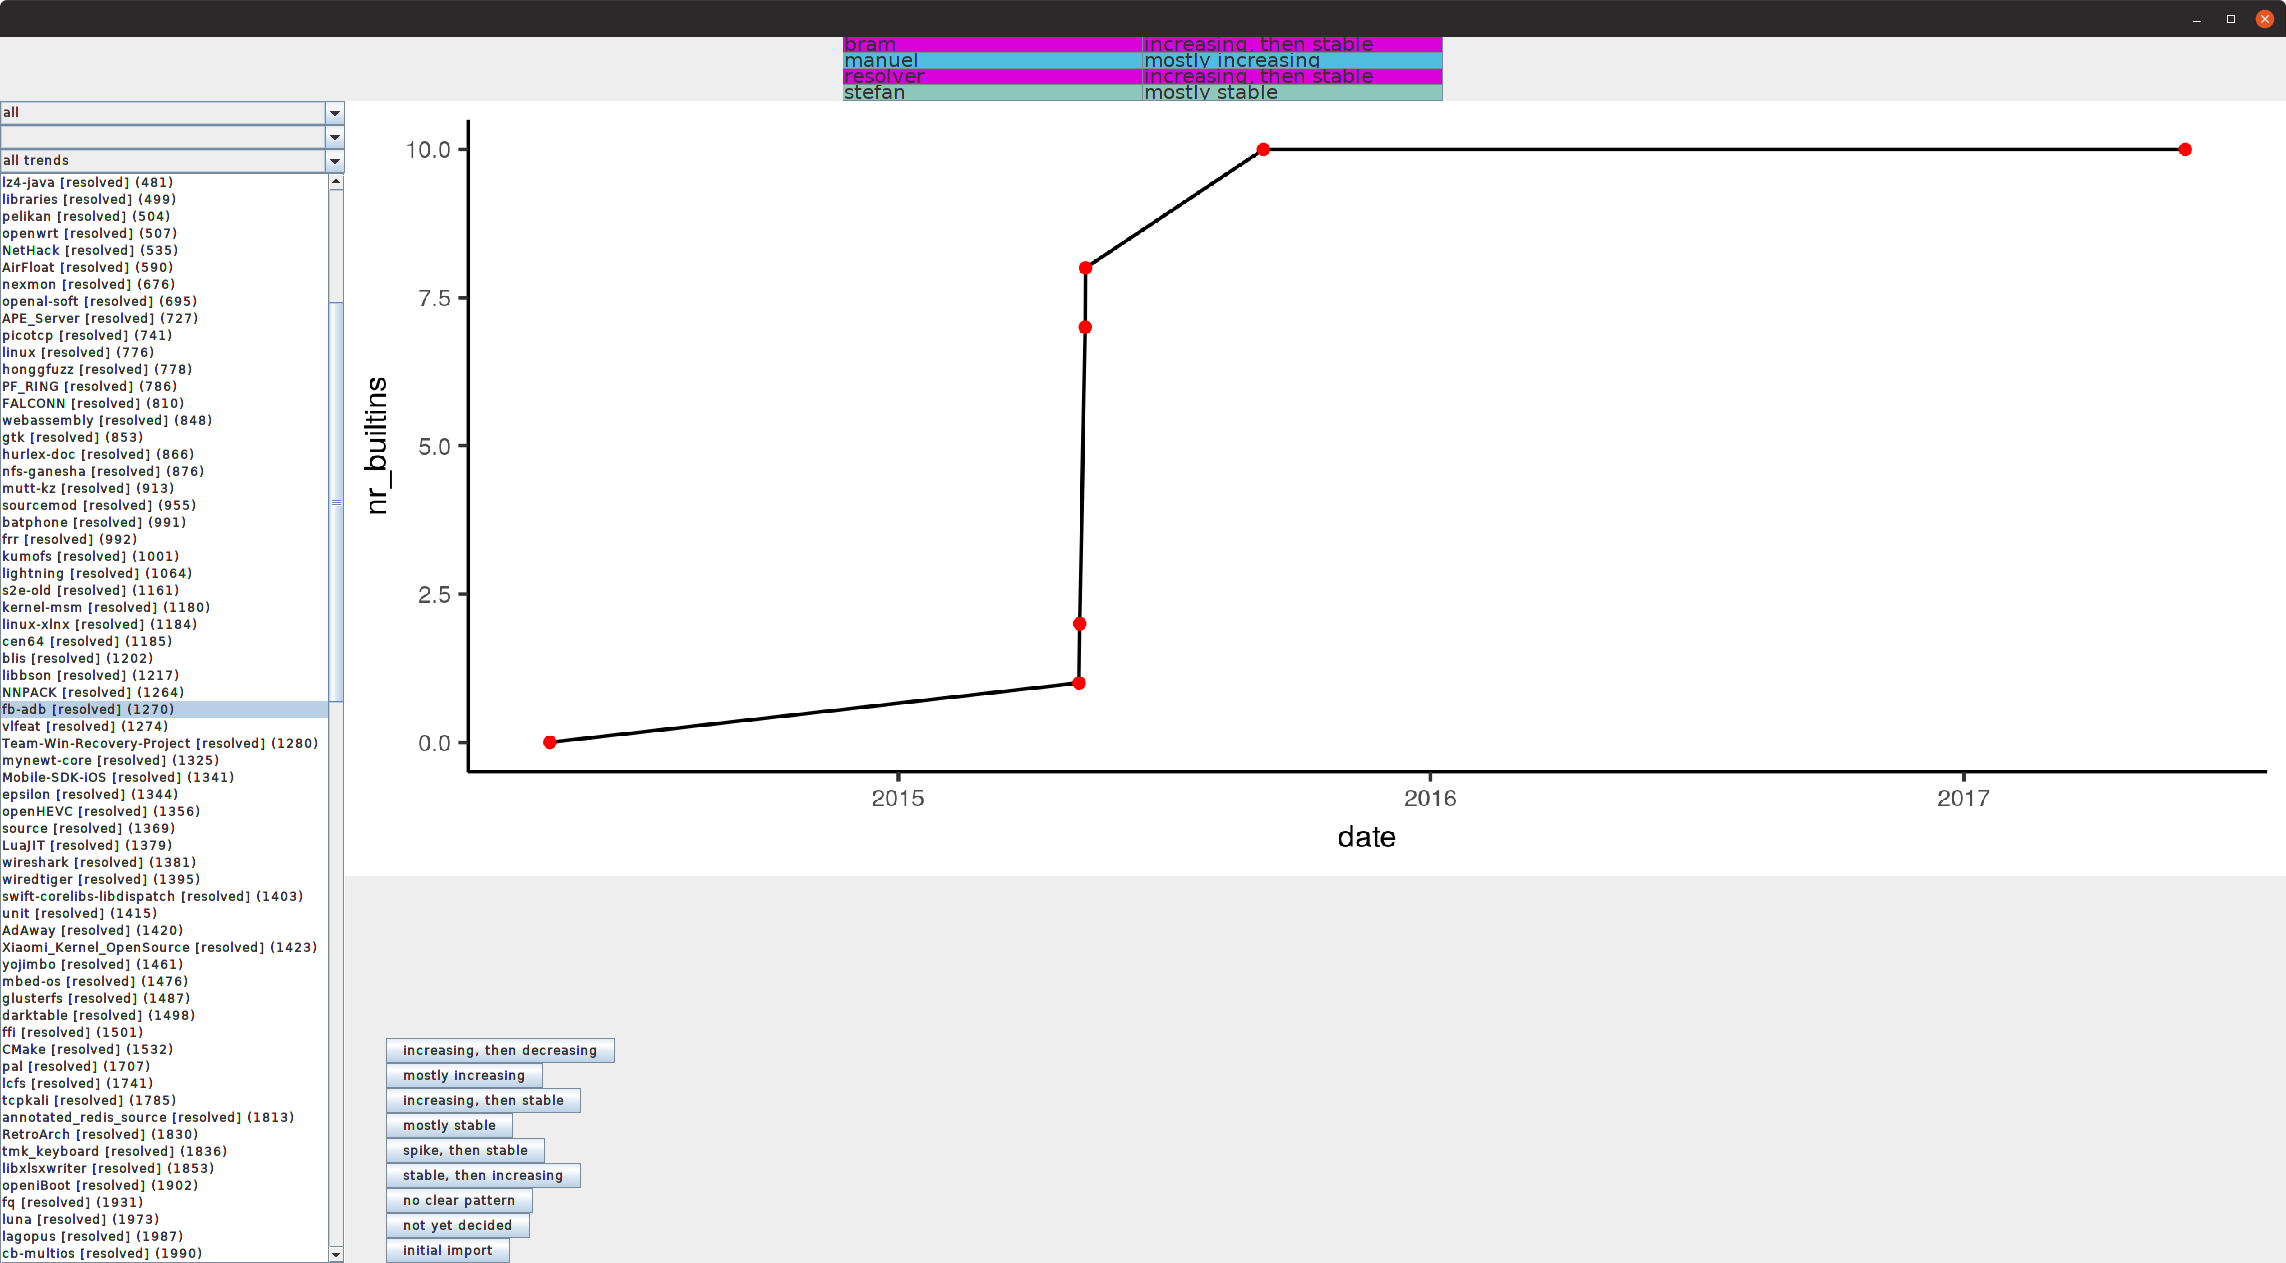 bram increasing, then stable
manuel mostly increasing
resolver increasing, then stable
stefan mostly stable
all
all trends
lz4-java [resolved] (481)
libraries [resolved] (499)
pelikan [resolved] (504)
openwrt [resolved] (507)
NetHack [resolved] (535)
AirFloat [resolved] (590)
nexmon [resolved] (676)
openal-soft [resolved] (695)
APE_Server [resolved] (727)
picotcp [resolved] (741)
linux [resolved] (776)
honggfuzz [resolved] (778)
PF_RING [resolved] (786)
FALCONN [resolved] (810)
webassembly [resolved] (848)
gtk [resolved] (853)
hurlex-doc [resolved] (866)
nfs-ganesha [resolved] (876)
mutt-kz [resolved] (913)
sourcemod [resolved] (955)
batphone [resolved] (991)
frr [resolved] (992)
kumofs [resolved] (1001)
lightning [resolved] (1064)
s2e-old [resolved] (1161)
kernel-msm [resolved] (1180)
linux-xlnx [resolved] (1184)
cen64 [resolved] (1185)
blis [resolved] (1202)
libbson [resolved] (1217)
NNPACK [resolved] (1264)
fb-adb [resolved] (1270)
vlfeat [resolved] (1274)
Team-Win-Recovery-Project [resolved] (1280)
mynewt-core [resolved] (1325)
Mobile-SDK-iOS [resolved] (1341)
epsilon [resolved] (1344)
openHEVC [resolved] (1356)
source [resolved] (1369)
LuaJIT [resolved] (1379)
wireshark [resolved] (1381)
wiredtiger [resolved] (1395)
swift-corelibs-libdispatch [resolved] (1403)
unit [resolved] (1415)
AdAway [resolved] (1420)
Xiaomi_Kernel_OpenSource [resolved] (1423)
yojimbo [resolved] (1461)
mbed-os [resolved] (1476)
glusterfs [resolved] (1487)
darktable [resolved] (1498)
ffi [resolved] (1501)
CMake [resolved] (1532)
pal [resolved] (1707)
lcfs [resolved] (1741)
tcpkali [resolved] (1785)
annotated_redis_source [resolved] (1813)
RetroArch [resolved] (1830)
tmk_keyboard [resolved] (1836)
libxlsxwriter [resolved] (1853)
openiBoot [resolved] (1902)
fq [resolved] (1931)
luna [resolved] (1973)
lagopus [resolved] (1987)
cb-multios [resolved] (1990)
nr_builtins
10.0
7.5
5.0
2.5
0.0
2015 2016 2017
date
increasing, then decreasing
mostly increasing
increasing, then stable
mostly stable
spike, then stable
stable, then increasing
no clear pattern
not yet decided
initial import